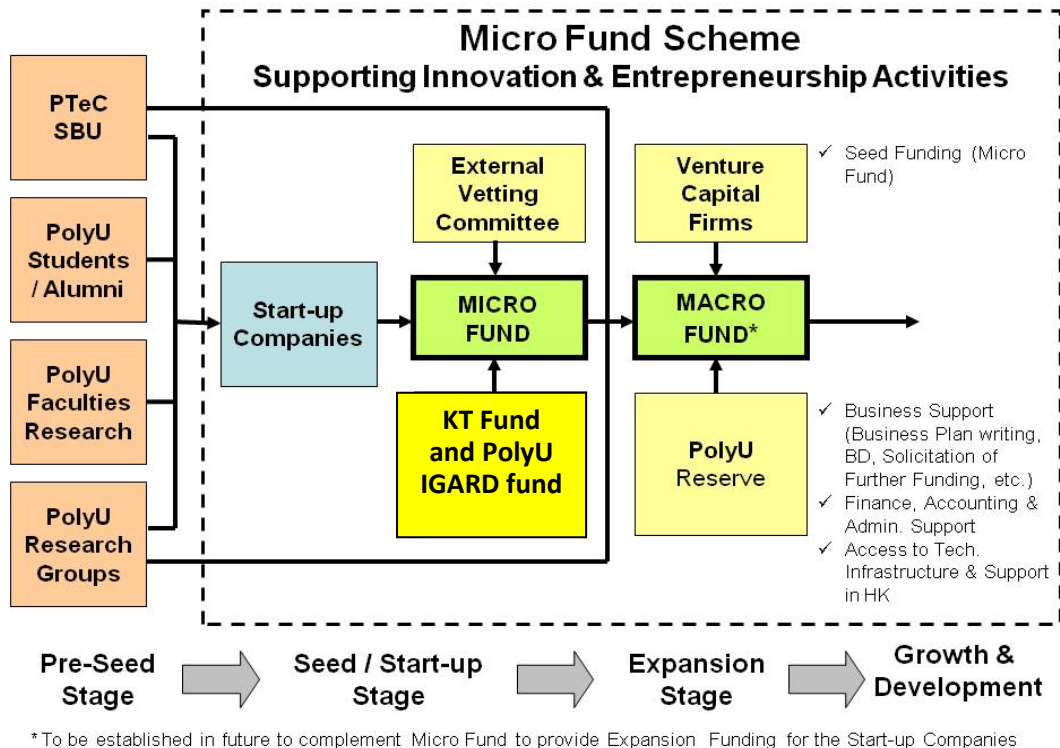 Micro Fund Scheme
Supporting Innovation & Entrepreneurship Activities
PTeC
SBU
PolyU
Students
/ Alumni
PolyU
Faculties
Research
PolyU
Research
Groups
Start-up
Companies
External
Vetting
Committee
MICRO
FUND
KT Fund
and PolyU
IGARD fund
Venture
Capital
Firms
MACRO
FUND*
PolyU
Reserve
✓ Seed Funding (Micro
Fund)
✓ Business Support
(Business Plan writing,
BD, Solicitation of
Further Funding, etc.)
✓ Finance, Accounting &
Admin. Support
✓ Access to Tech.
Infrastructure & Support
in HK
Pre-Seed
Stage
Seed / Start-up
Stage
Expansion
Stage
Growth &
Development
* To be established in future to complement Micro Fund to provide Expansion Funding for the Start-up Companies